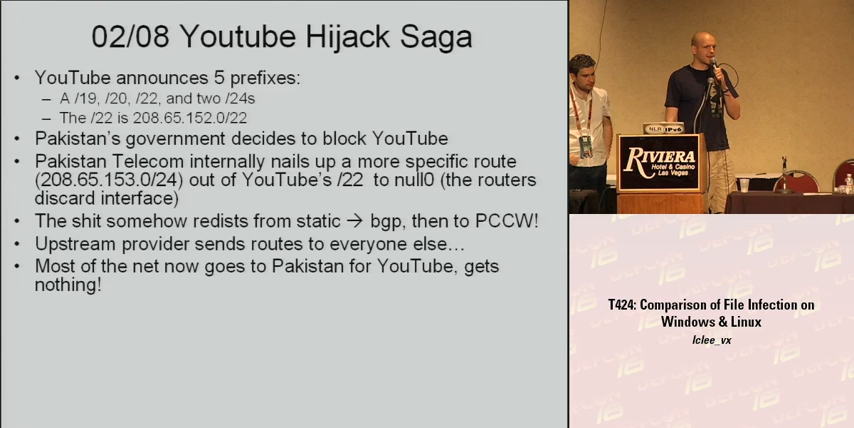 02/08 Youtube Hijack Saga
• YouTube announces 5 prefixes:
– A /19, /20, /22, and two /24s
– The /22 is 208.65.152.0/22
• Pakistan's government decides to block YouTube
• Pakistan Telecom internally nails up a more specific route
(208.65.153.0/24) out of YouTube's /22 to null0 (the routers
discard interface)
• The shit somehow redists from static → bgp, then to PCCW!
• Upstream provider sends routes to everyone else…
• Most of the net now goes to Pakistan for YouTube, gets
nothing!
NLR IPv6
RIVIERA
Hotel & Casino
Las Vegas
T424: Comparison of File Infection on
Windows & Linux
lclee_vx